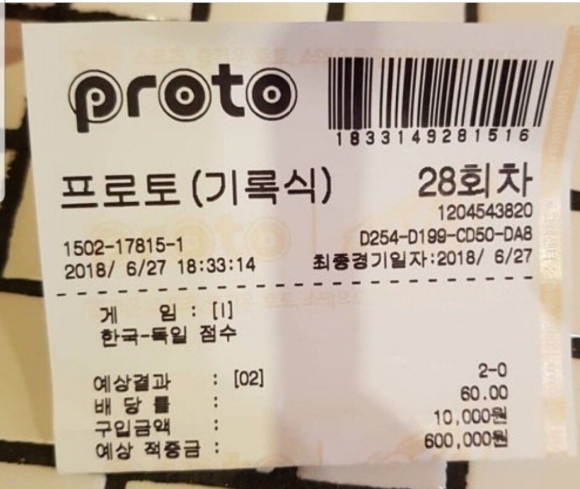 proto
1833149281516
프로토 (기록식) 28회차
1204543820
1502-17815-1 D254-D199-CD50-DA8
2018/ 6/27 18:33:14 최종경기일자:2018/ 6/27
게 임 : [I]
한국-독일 점수
예상결과 : [02] 2-0
배 당 률 : 60.00
구입금액 : 10,000원
예상 적중금 : 600,000원